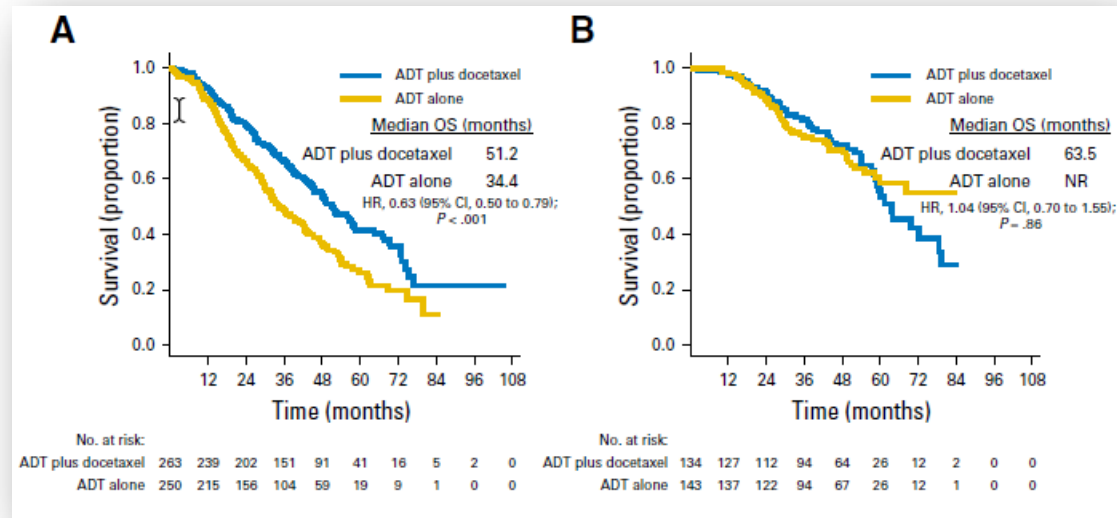 A
ADT plus docetaxel
ADT alone
Median OS (months)
ADT plus docetaxel 51.2
ADT alone 34.4
HR, 0.63 (95% CI, 0.50 to 0.79);
P < .001
Survival (proportion)
1.0
0.8
0.6
0.4
0.2
0.0
12 24 36 48 60 72 84 96 108
Time (months)
No. at risk:
ADT plus docetaxel 263 239 202 151 91 41 16 5 2 0
ADT alone 250 215 156 104 59 19 9 1 0 0
B
ADT plus docetaxel
ADT alone
Median OS (months)
ADT plus docetaxel 63.5
ADT alone NR
HR, 1.04 (95% CI, 0.70 to 1.55);
P = .86
Survival (proportion)
1.0
0.8
0.6
0.4
0.2
0.0
12 24 36 48 60 72 84 96 108
Time (months)
No. at risk:
ADT plus docetaxel 134 127 112 94 64 26 12 2 0 0
ADT alone 143 137 122 94 67 26 12 1 0 0